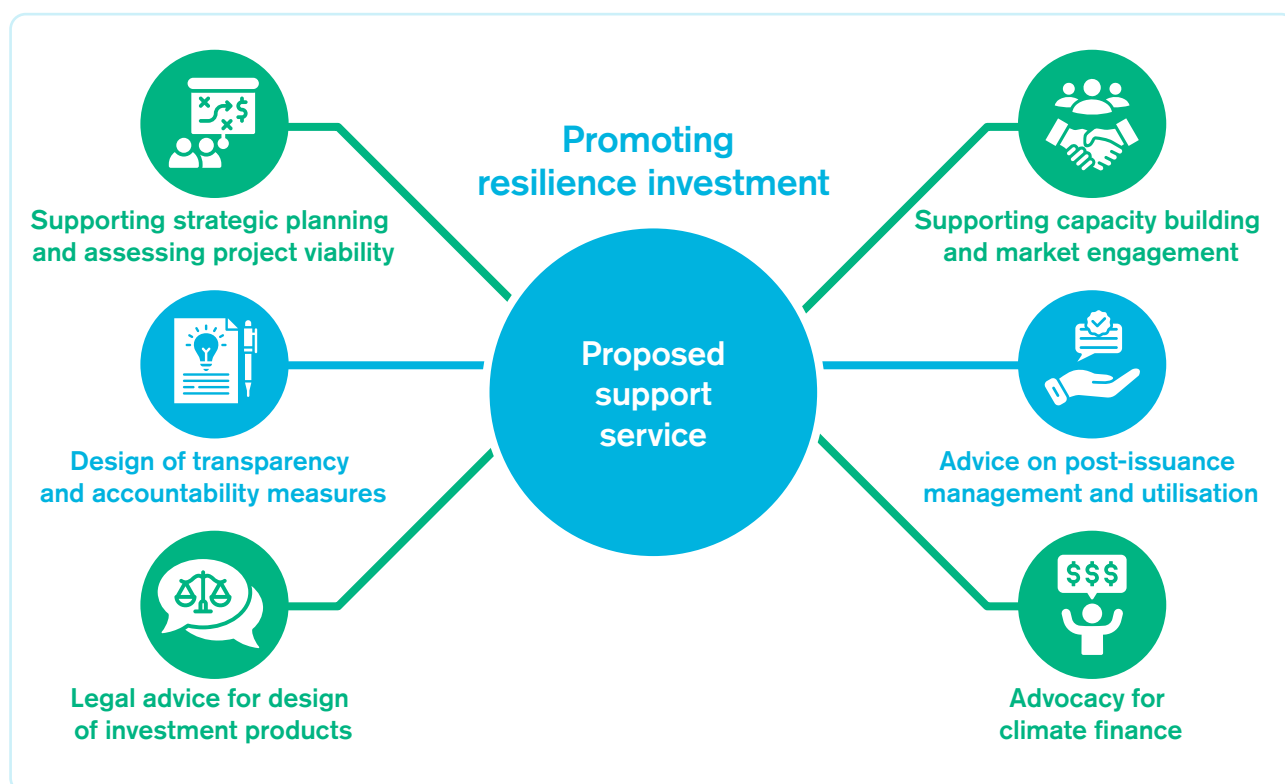 Promoting
resilience investment
Supporting strategic planning
and assessing project viability
Design of transparency
and accountability measures
Legal advice for design
of investment products
Proposed
support
service
Supporting capacity building
and market engagement
Advice on post-issuance
management and utilisation
$$$
Advocacy for
climate finance